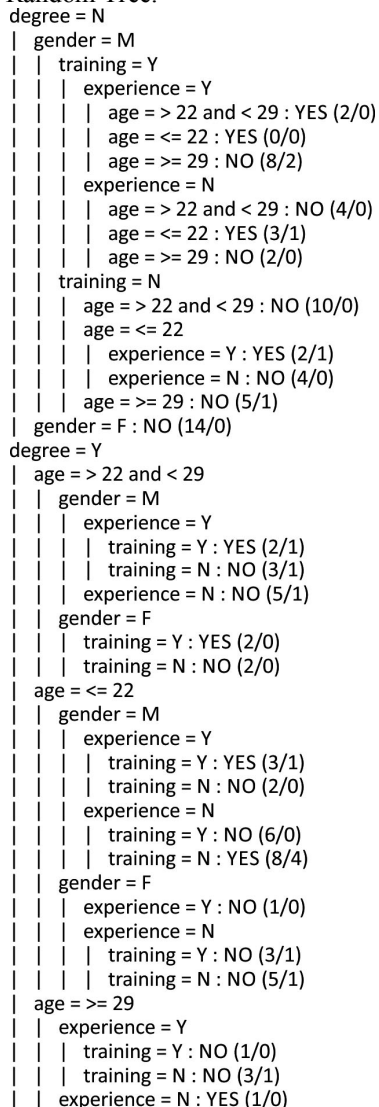 Random Tree:
degree = N
| gender = M
| | training = Y
| | | experience = Y
| | | | age = > 22 and < 29 : YES (2/0)
| | | | age = <= 22 : YES (0/0)
| | | | age = >= 29 : NO (8/2)
| | | experience = N
| | | | age = > 22 and < 29 : NO (4/0)
| | | | age = <= 22 : YES (3/1)
| | | | age = >= 29 : NO (2/0)
| | training = N
| | | age = > 22 and < 29 : NO (10/0)
| | | age = <= 22
| | | | experience = Y : YES (2/1)
| | | | experience = N : NO (4/0)
| | | age = >= 29 : NO (5/1)
| gender = F : NO (14/0)
degree = Y
| age = > 22 and < 29
| | gender = M
| | | experience = Y
| | | | training = Y : YES (2/1)
| | | | training = N : NO (3/1)
| | | experience = N : NO (5/1)
| | gender = F
| | | training = Y : YES (2/0)
| | | training = N : NO (2/0)
| age = <= 22
| | gender = M
| | | experience = Y
| | | | training = Y : YES (3/1)
| | | | training = N : NO (2/0)
| | | experience = N
| | | | training = Y : NO (6/0)
| | | | training = N : YES (8/4)
| | gender = F
| | | experience = Y : NO (1/0)
| | | experience = N
| | | | training = Y : NO (3/1)
| | | | training = N : NO (5/1)
| age = >= 29
| | experience = Y
| | | training = Y : NO (1/0)
| | | training = N : NO (3/1)
| | experience = N : YES (1/0)